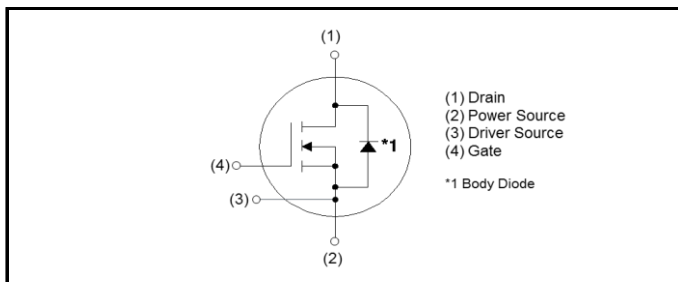 (1)
(1) Drain
(2) Power Source
(3) Driver Source
(4) Gate
*1
*1 Body Diode
(4)
(3)
(2)